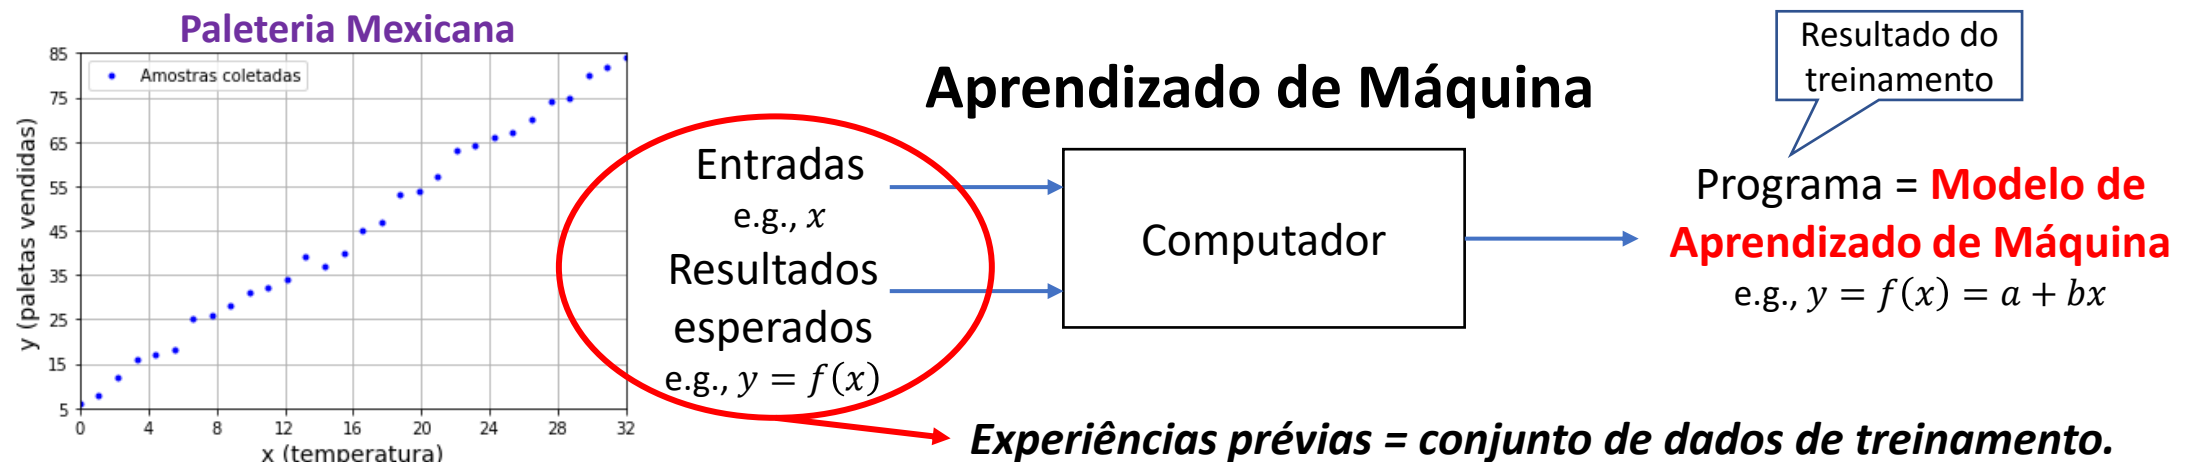 Paleteria Mexicana
85
75
65
55
45
35
25
15
5
0 4 8 12 16 20 24 28 32
y (paletas vendidas)
x (temperatura)
Amostras coletadas
Aprendizado de Máquina
Entradas
e.g., x
Resultados
esperados
e.g., y = f(x)
Computador
Resultado do
treinamento
Programa = Modelo de
Aprendizado de Máquina
e.g., y = f(x) = a + bx
Experiências prévias = conjunto de dados de treinamento.